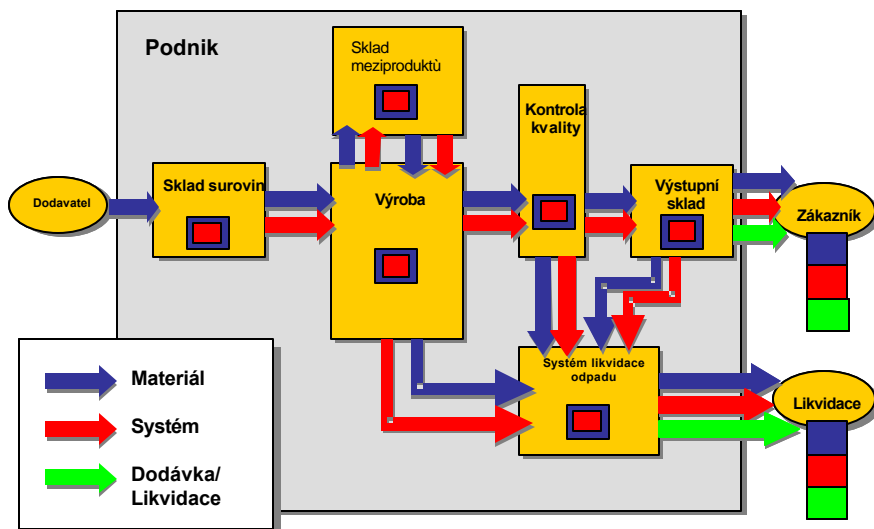 Podnik
Sklad
meziproduktù
Kontrola
kvality
Dodavatel
Sklad surovin
Výroba
Výstupní
sklad
Zákazník
Systém likvidace
odpadu
Likvidace
Materiál
Systém
Dodávka/
Likvidace